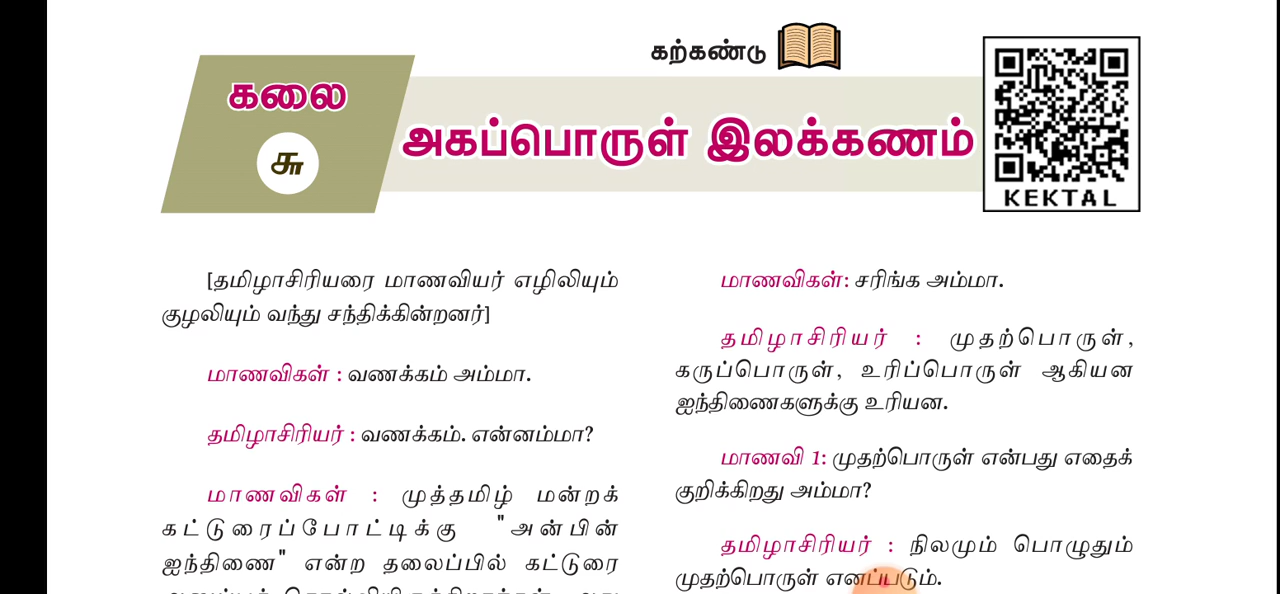 கற்கண்டு
கலை
௬
அகப்பொருள் இலக்கணம்
KEKTAL
[தமிழாசிரியரை மாணவியர் எழிலியும்
குழலியும் வந்து சந்திக்கின்றனர்]
மாணவிகள் : வணக்கம் அம்மா.
தமிழாசிரியர் : வணக்கம். என்னம்மா?
மாணவிகள் : முத்தமிழ் மன்றக்
கட்டுரைப்போட்டிக்கு "அன்பின்
ஐந்திணை" என்ற தலைப்பில் கட்டுரை
மாணவிகள்: சரிங்க அம்மா.
தமிழாசிரியர் : முதற்பொருள்,
கருப்பொருள், உரிப்பொருள் ஆகியன
ஐந்திணைகளுக்கு உரியன.
மாணவி 1: முதற்பொருள் என்பது எதைக்
குறிக்கிறது அம்மா?
தமிழாசிரியர் : நிலமும் பொழுதும்
முதற்பொருள் எனப்படும்.